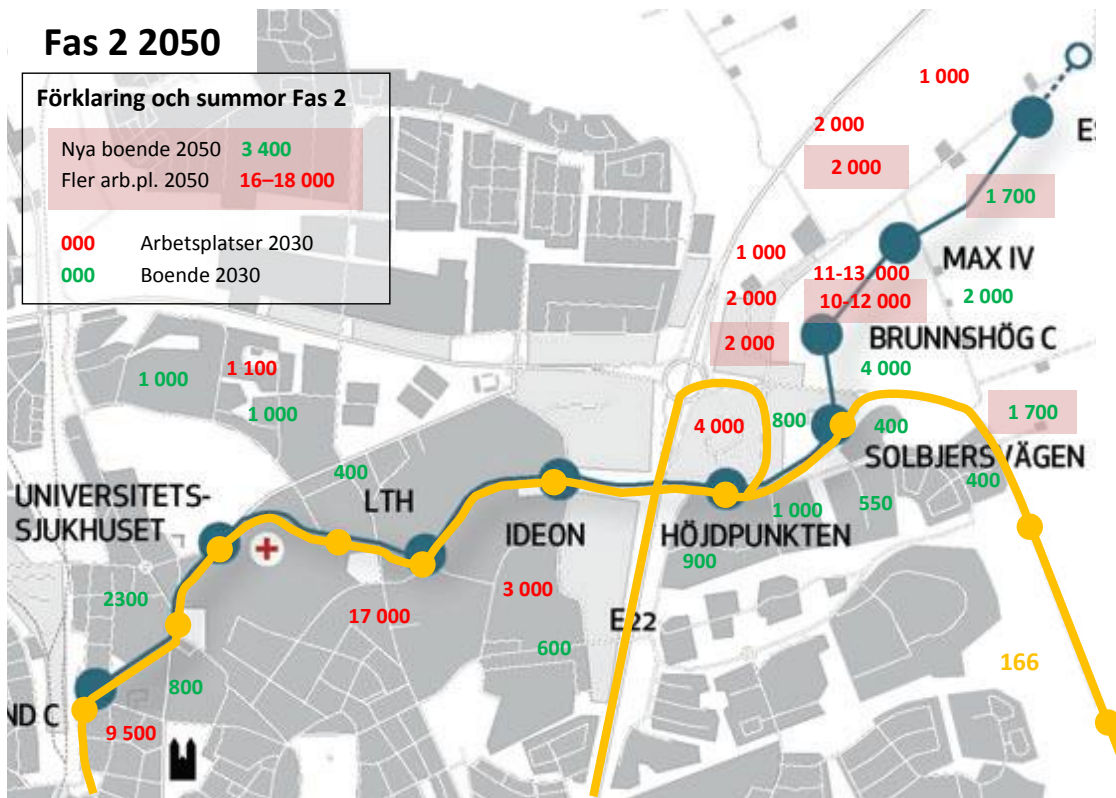 Fas 2 2050
Förklaring och summor Fas 2
Nya boende 2050 3 400
Fler arb.pl. 2050 16–18 000
000 Arbetsplatser 2030
000 Boende 2030
1 000
2 000
2 000
ES
1 700
1 000
MAX IV
11-13 000
2 000
10-12 000
2 000
BRUNNSHÖG C
2 000
4 000
1 000
1 100
1 000
1 700
4 000
800
400
SOLBJERSVÄGEN
400
400
UNIVERSITETS-
SJUKHUSET
LTH
IDEON
HÖJDPUNKTEN
1 000
550
900
2300
17 000
3 000
E22
600
166
800
ND C
9 500